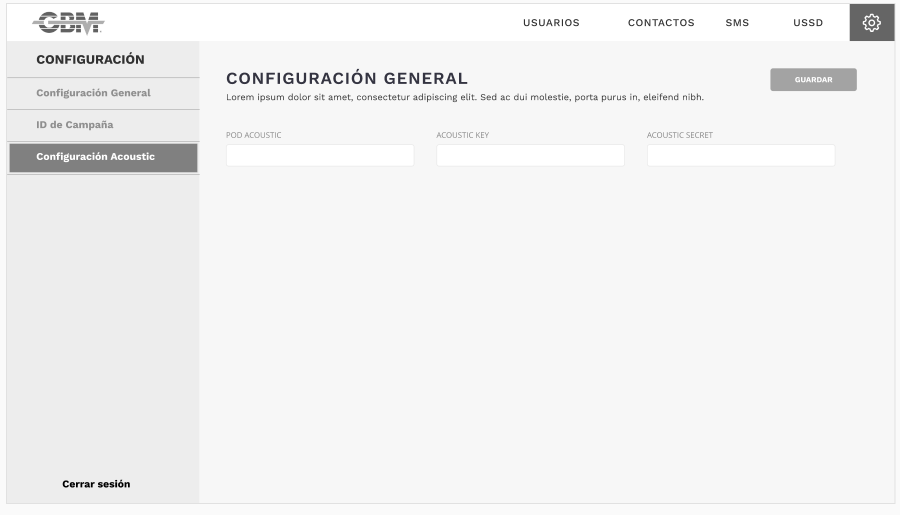 GBM
USUARIOS CONTACTOS SMS USSD
CONFIGURACIÓN
Configuración General
ID de Campaña
Configuración Acoustic
Cerrar sesión
CONFIGURACIÓN GENERAL
GUARDAR
Lorem ipsum dolor sit amet, consectetur adipiscing elit. Sed ac dui molestie, porta purus in, eleifend nibh.
POD ACOUSTIC ACOUSTIC KEY ACOUSTIC SECRET